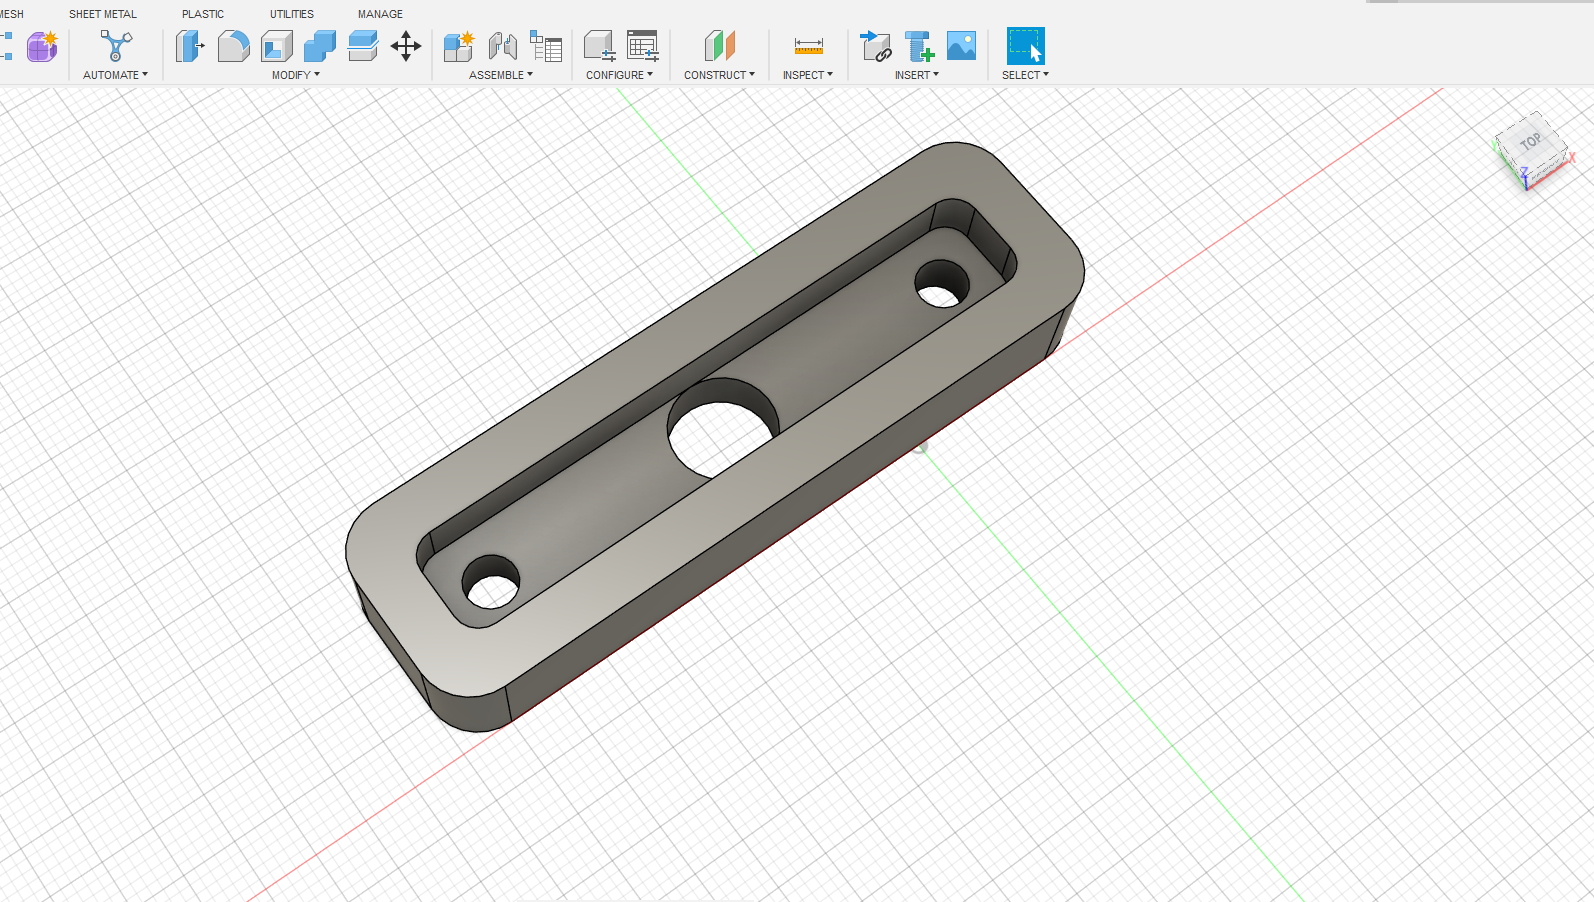 MESH SHEET METAL PLASTIC UTILITIES MANAGE
AUTOMATE MODIFY ASSEMBLE CONFIGURE CONSTRUCT INSPECT INSERT SELECT
TOP
X
Z